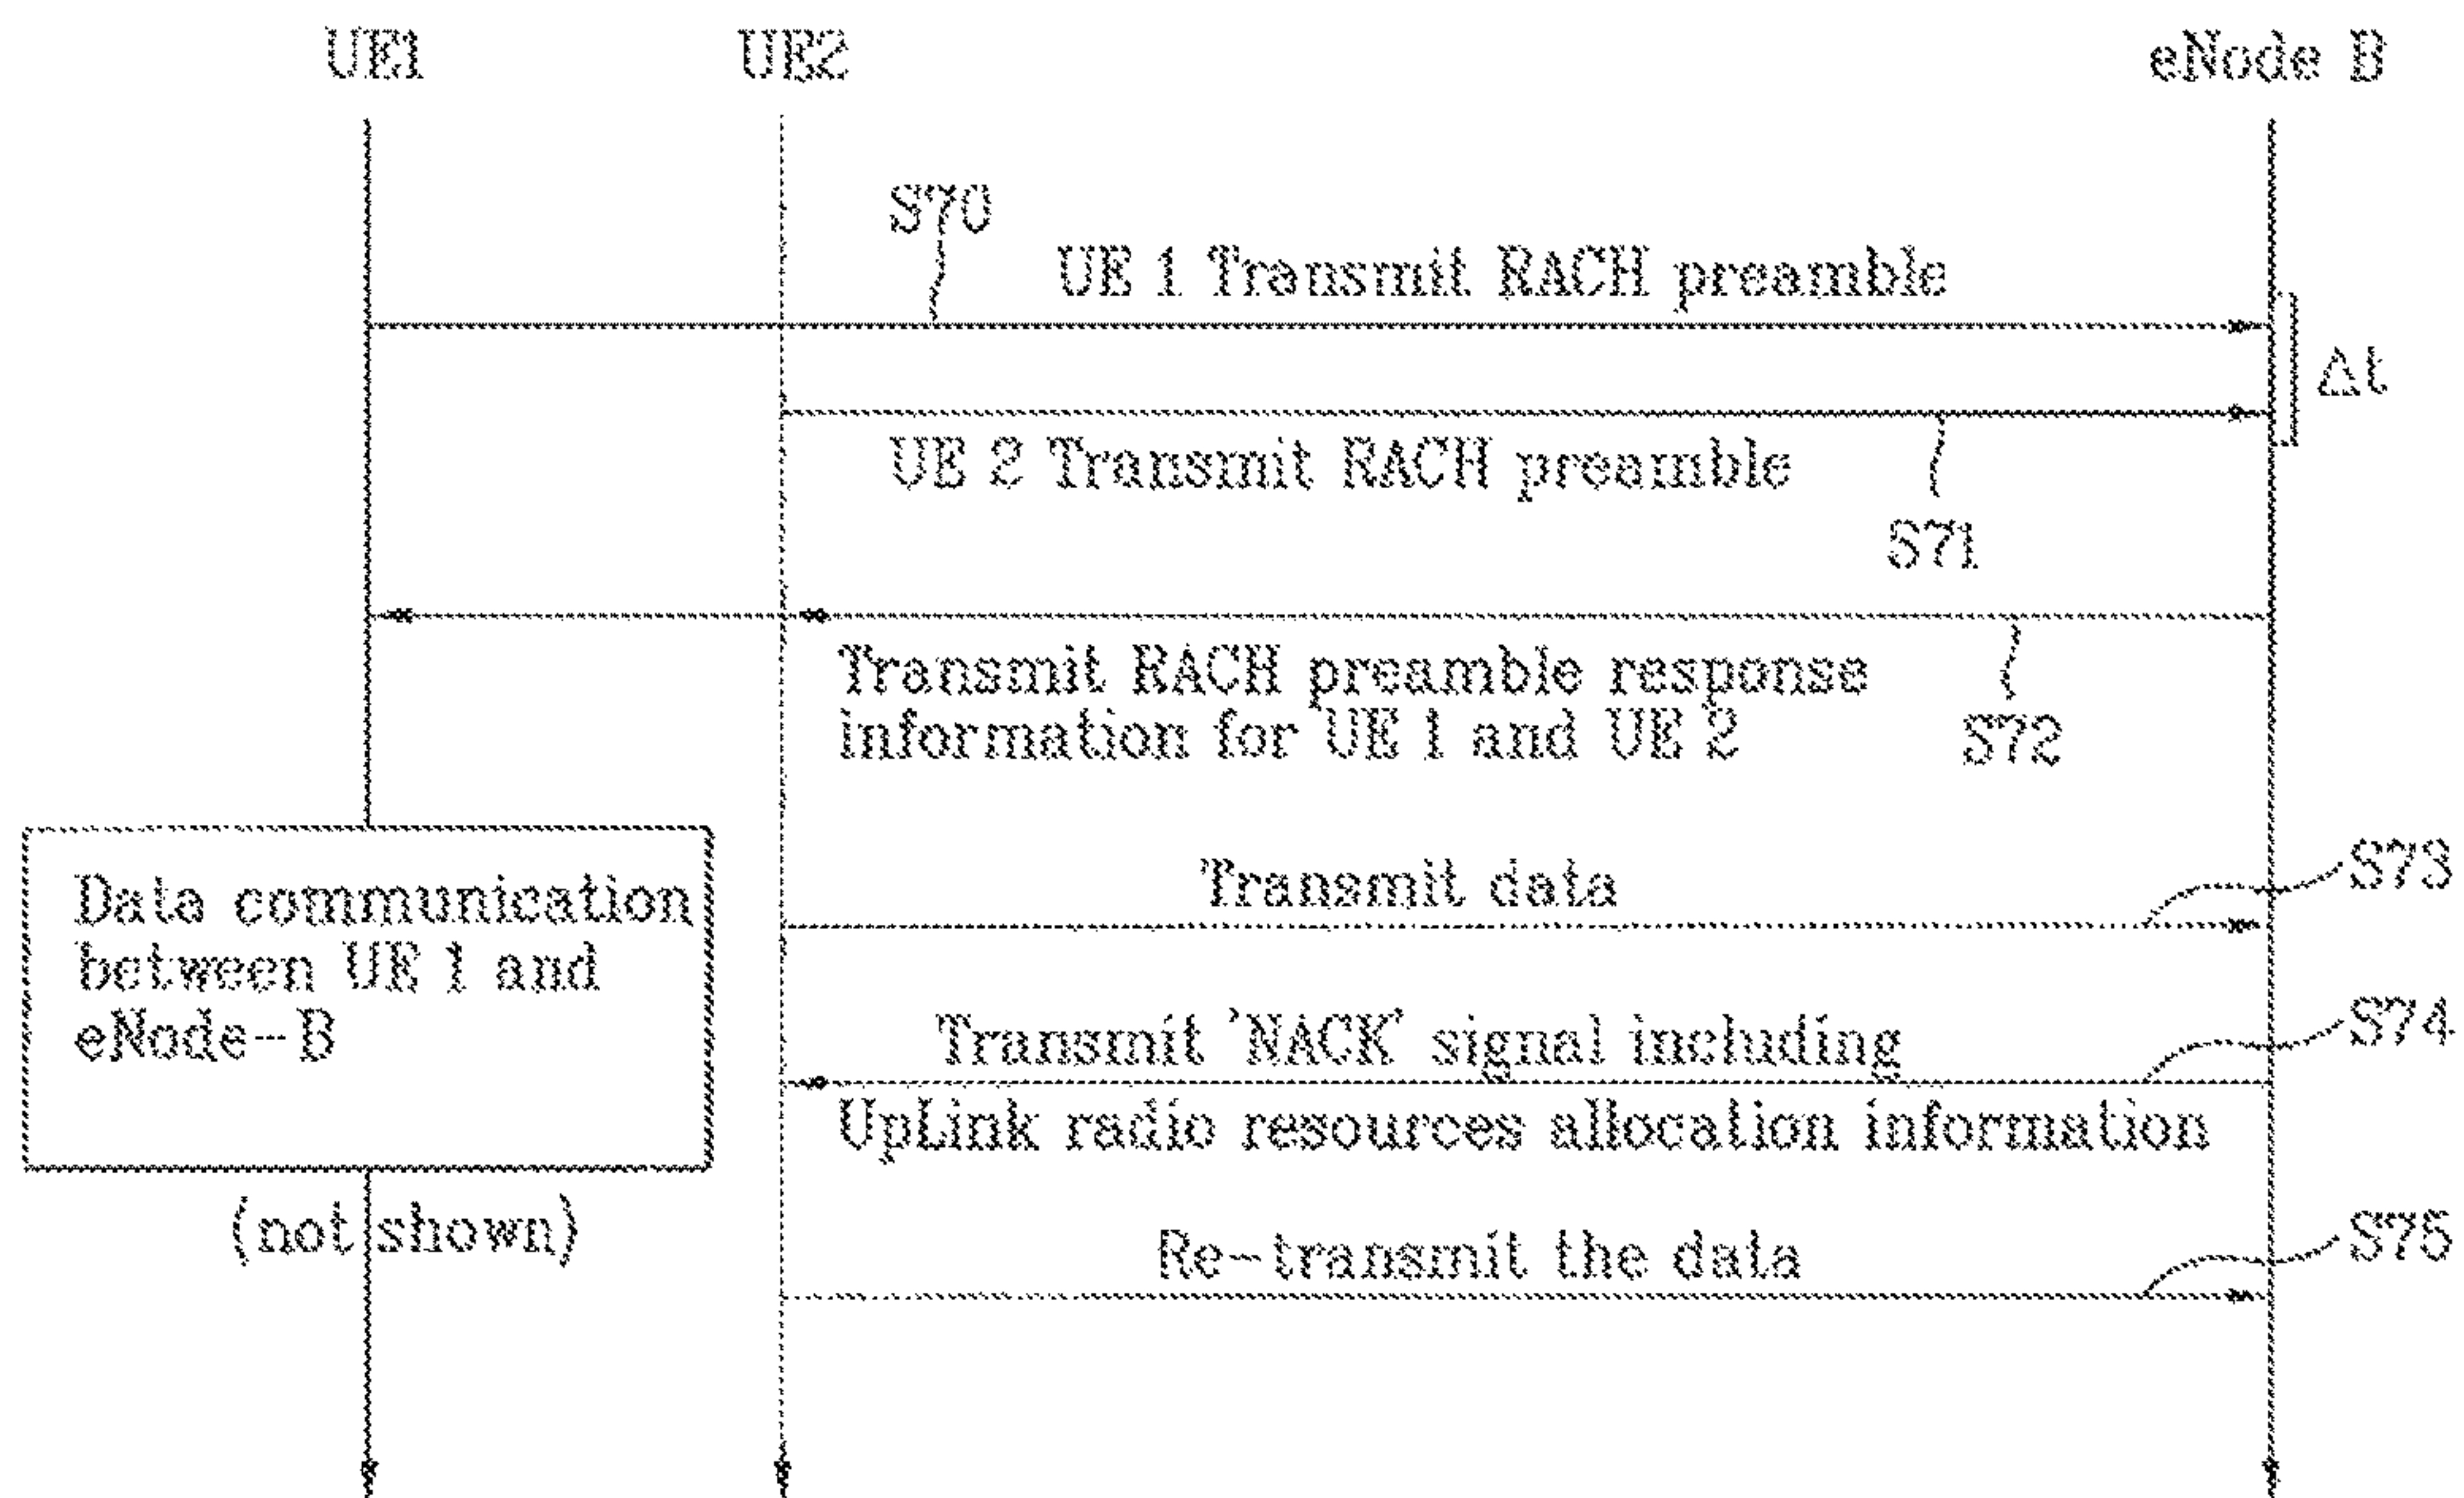 UE1 UE2 eNode B
S70
UE 1 Transmit RACH preamble
Δt
UE 2 Transmit RACH preamble
S71
Transmit RACH preamble response
information for UE 1 and UE 2
S72
Data communication
between UE 1 and
eNode-B
(not shown)
Transmit data
S73
Transmit 'NACK' signal including
S74
UpLink radio resources allocation information
Re-transmit the data
S75